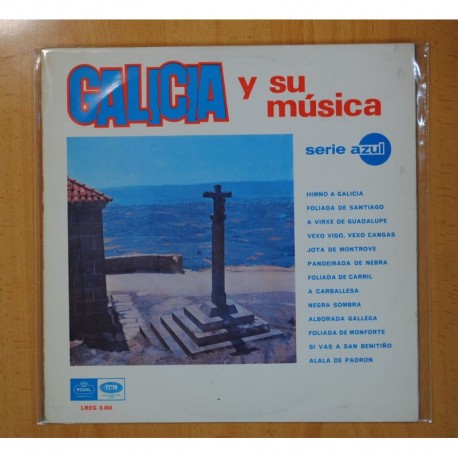 GALICIA y su música
serie azul
HIMNO A GALICIA
FOLIADA DE SANTIAGO
A VIRXE DE GUADALUPE
VEXO VIGO, VEXO CANGAS
JOTA DE MONTROVE
PANDEIRADA DE NEBRA
FOLIADA DE CARRIL
A CARBALLESA
NEGRA SOMBRA
ALBORADA GALLEGA
FOLIADA DE MONFORTE
SI VAS A SAN BENITIÑO
ALALA DE PADRON
REGAL
EMI